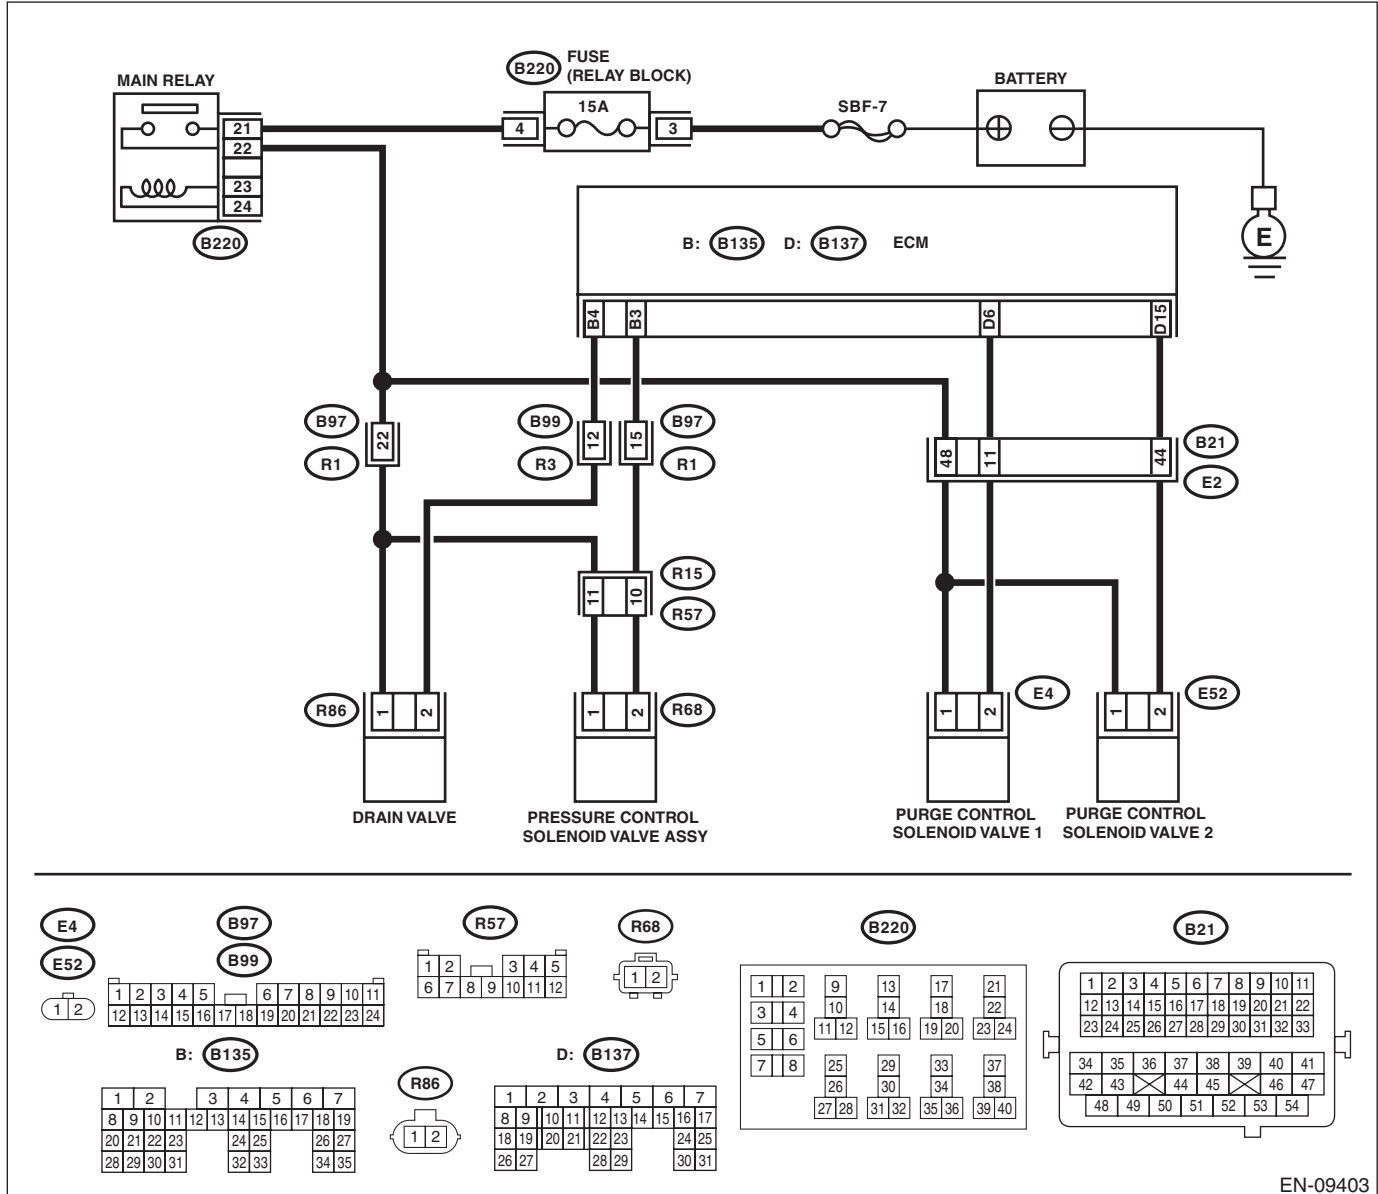 B220 FUSE
(RELAY BLOCK)
MAIN RELAY
BATTERY
15A
SBF-7
21
22
23
24
4
3
B220
E
B: B135 D: B137 ECM
B4
B3
D6
D15
B97
R1
22
B99
R3
12
15
B97
R1
48
11
44
B21
E2
11
10
R15
R57
R86
1
2
1
2
R68
1
2
E4
1
2
E52
DRAIN VALVE
PRESSURE CONTROL
SOLENOID VALVE ASSY
PURGE CONTROL
SOLENOID VALVE 1
PURGE CONTROL
SOLENOID VALVE 2
E4
E52
1 2
B97
B99
1 2 3 4 5 6 7 8 9 10 11
12 13 14 15 16 17 18 19 20 21 22 23 24
R57
1 2 3 4 5
6 7 8 9 10 11 12
R68
1 2
B: B135
1 2 3 4 5 6 7
8 9 10 11 12 13 14 15 16 17 18 19
20 21 22 23 24 25 26 27
28 29 30 31 32 33 34 35
R86
1 2
D: B137
1 2 3 4 5 6 7
8 9 10 11 12 13 14 15 16 17
18 19 20 21 22 23 24 25
26 27 28 29 30 31
B220
1 2
3 4
5 6
7 8
9
10
11 12
13
14
15 16
17
18
19 20
21
22
23 24
25
26
27 28
29
30
31 32
33
34
35 36
37
38
39 40
B21
1 2 3 4 5 6 7 8 9 10 11
12 13 14 15 16 17 18 19 20 21 22
23 24 25 26 27 28 29 30 31 32 33
34 35 36 37 38 39 40 41
42 43 44 45 46 47
48 49 50 51 52 53 54
EN-09403